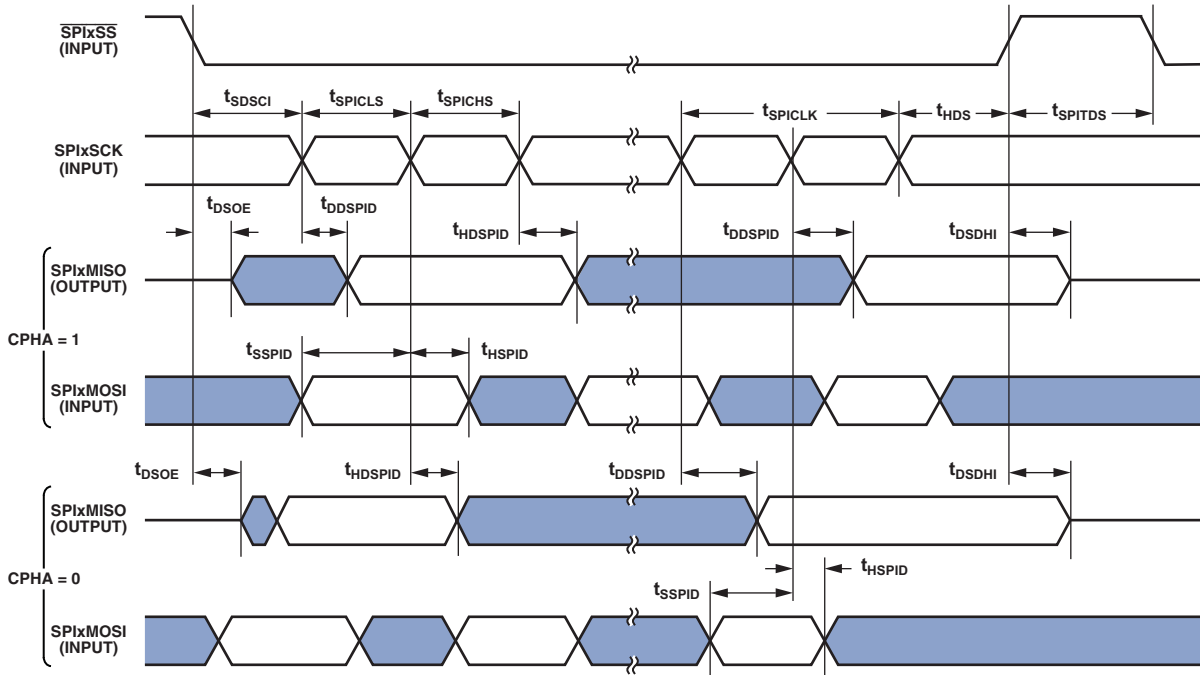 SPIxSS
(INPUT)
tSDSCI tSPICLS tSPICHS tSPICLK tHDS tSPITDS
SPIxSCK
(INPUT)
tDSOE tDDSPID tHDSPID tDDSPID tDSDHI
SPIxMISO
(OUTPUT)
CPHA = 1
tSSPID tHSPID
SPIxMOSI
(INPUT)
tDSOE tHDSPID tDDSPID tDSDHI
SPIxMISO
(OUTPUT)
CPHA = 0
tHSPID
tSSPID
SPIxMOSI
(INPUT)